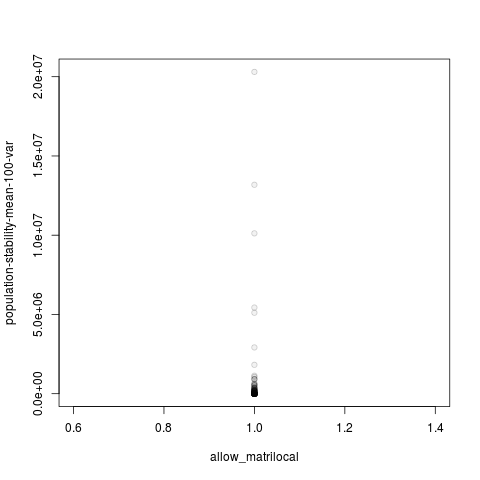 population-stability-mean-100-var
2.0e+07
1.5e+07
1.0e+07
5.0e+06
0.0e+00
0.6
0.8
1.0
1.2
1.4
allow_matrilocal